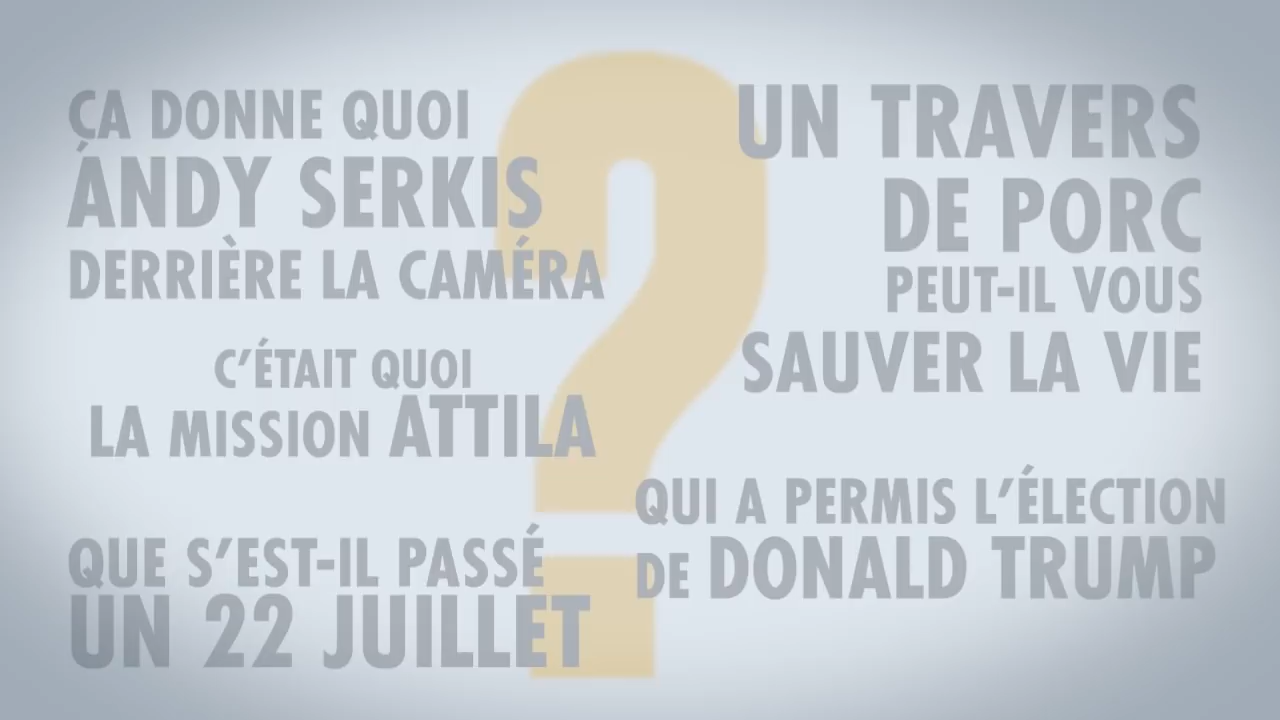 ÇA DONNE QUOI
ANDY SERKIS
DERRIÈRE LA CAMÉRA
C'ÉTAIT QUOI
LA MISSION ATTILA
QUE S'EST-IL PASSÉ
UN 22 JUILLET
UN TRAVERS
DE PORC
PEUT-IL VOUS
SAUVER LA VIE
QUI A PERMIS L'ÉLECTION
DE DONALD TRUMP
?